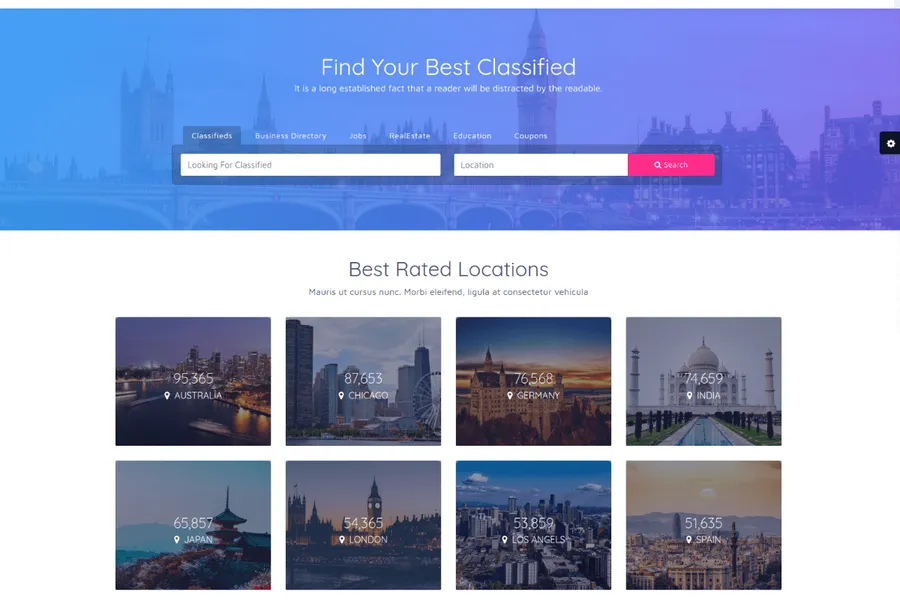 Find Your Best Classified
It is a long established fact that a reader will be distracted by the readable.
Classifieds Business Directory Jobs RealEstate Education Coupons
Looking For Classified Location Search
Best Rated Locations
Mauris ut cursus nunc. Morbi eleifend, ligula at consectetur vehicula
95,365 87,653 76,568 74,659
AUSTRALIA CHICAGO GERMANY INDIA
65,857 54,365 53,859 51,635
JAPAN LONDON LOS ANGELS SPAIN